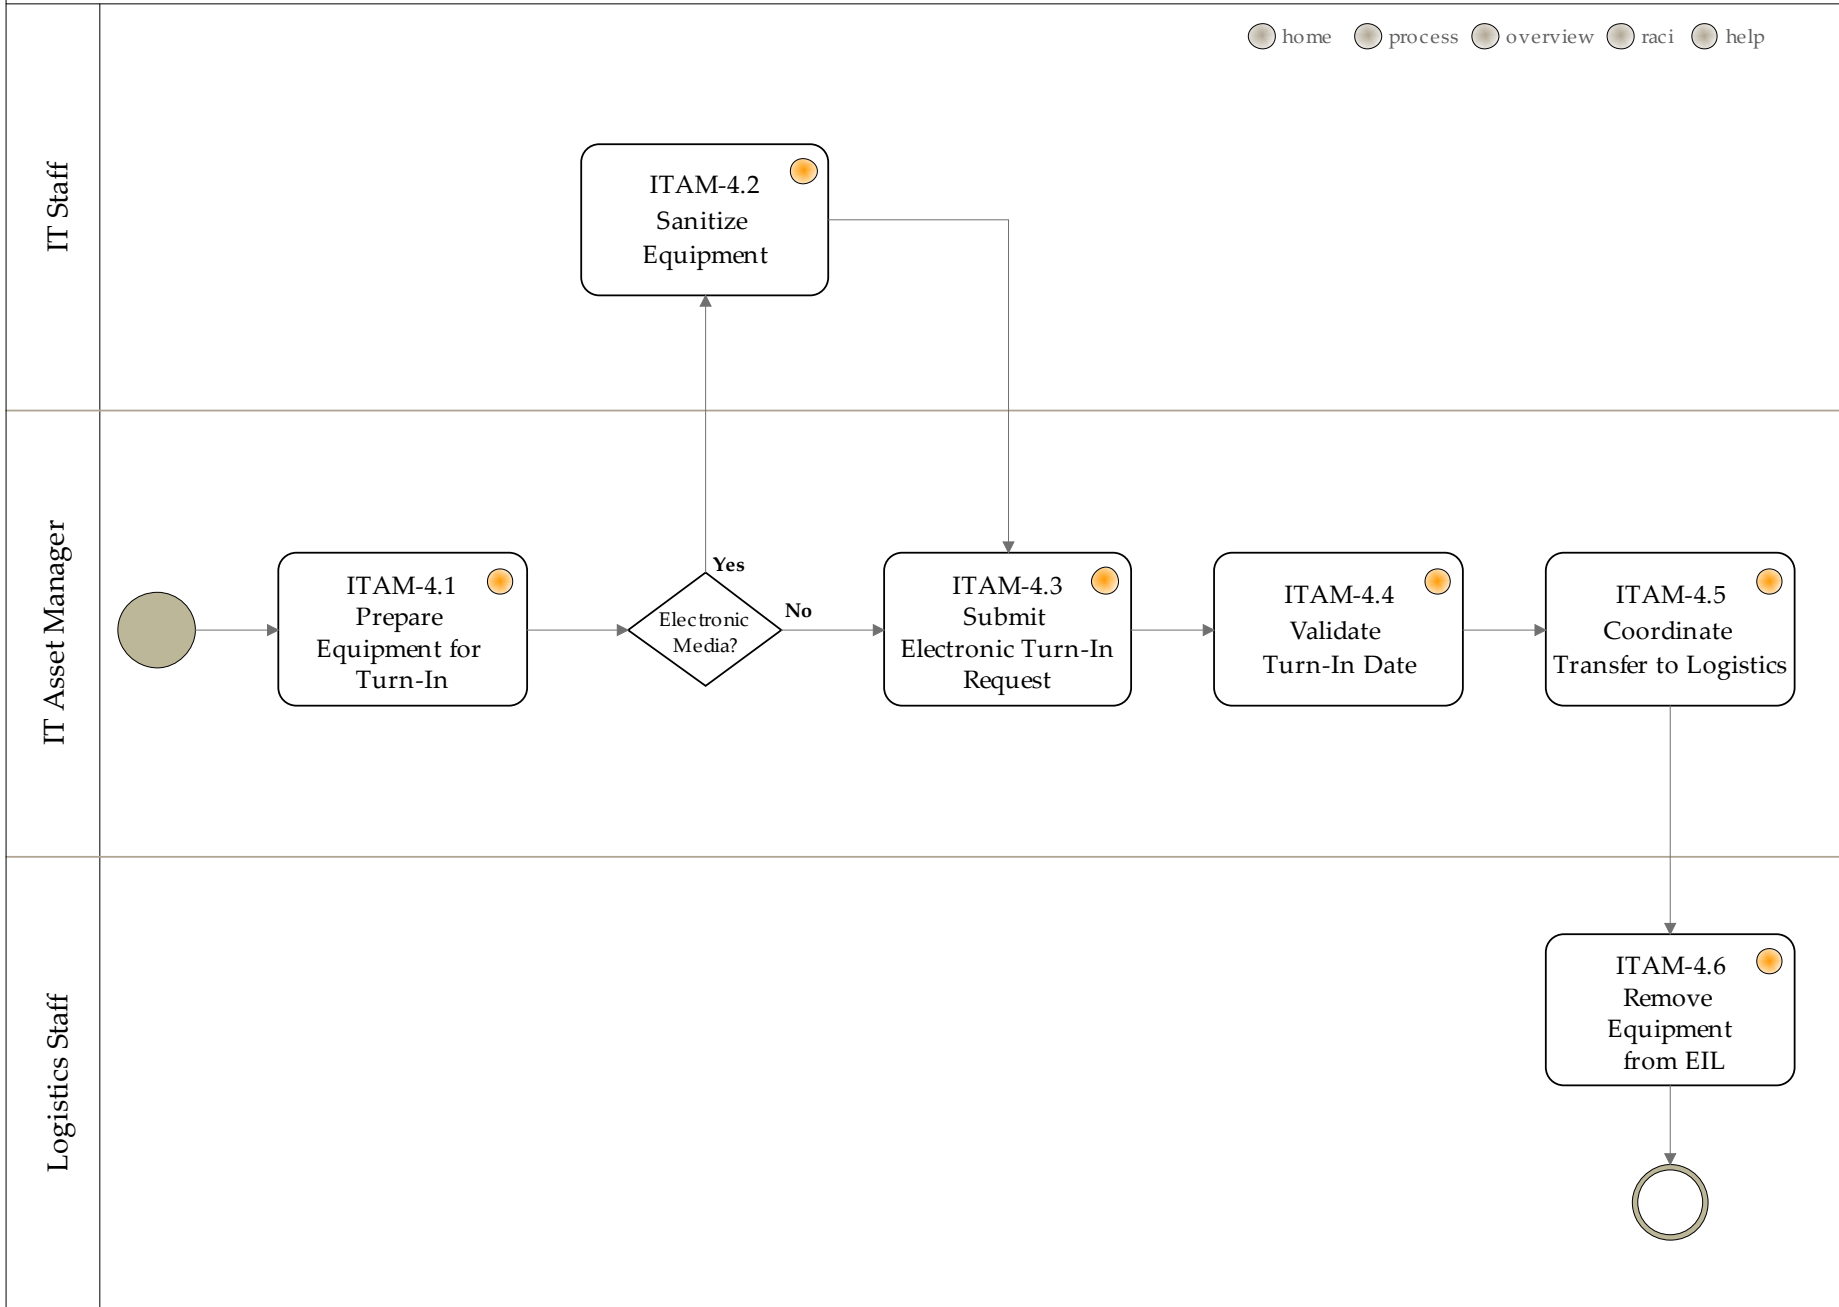 home process overview raci help
IT Staff
ITAM-4.2
Sanitize
Equipment
IT Asset Manager
ITAM-4.1
Prepare
Equipment for
Turn-In
Yes
Electronic
Media?
No
ITAM-4.3
Submit
Electronic Turn-In
Request
ITAM-4.4
Validate
Turn-In Date
ITAM-4.5
Coordinate
Transfer to Logistics
Logistics Staff
ITAM-4.6
Remove
Equipment
from EIL